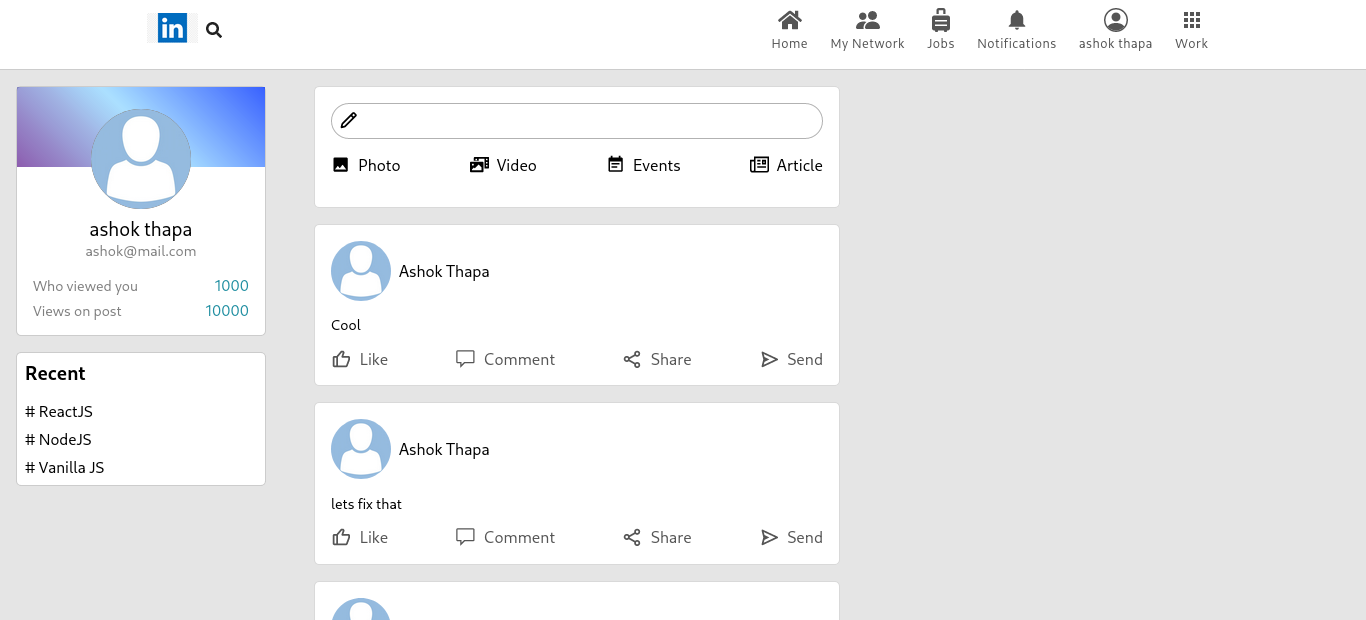 in
Home My Network Jobs Notifications ashok thapa Work
ashok thapa
ashok@mail.com
Who viewed you 1000
Views on post 10000
Recent
# ReactJS
# NodeJS
# Vanilla JS
Photo Video Events Article
Ashok Thapa
Cool
Like Comment Share Send
Ashok Thapa
lets fix that
Like Comment Share Send